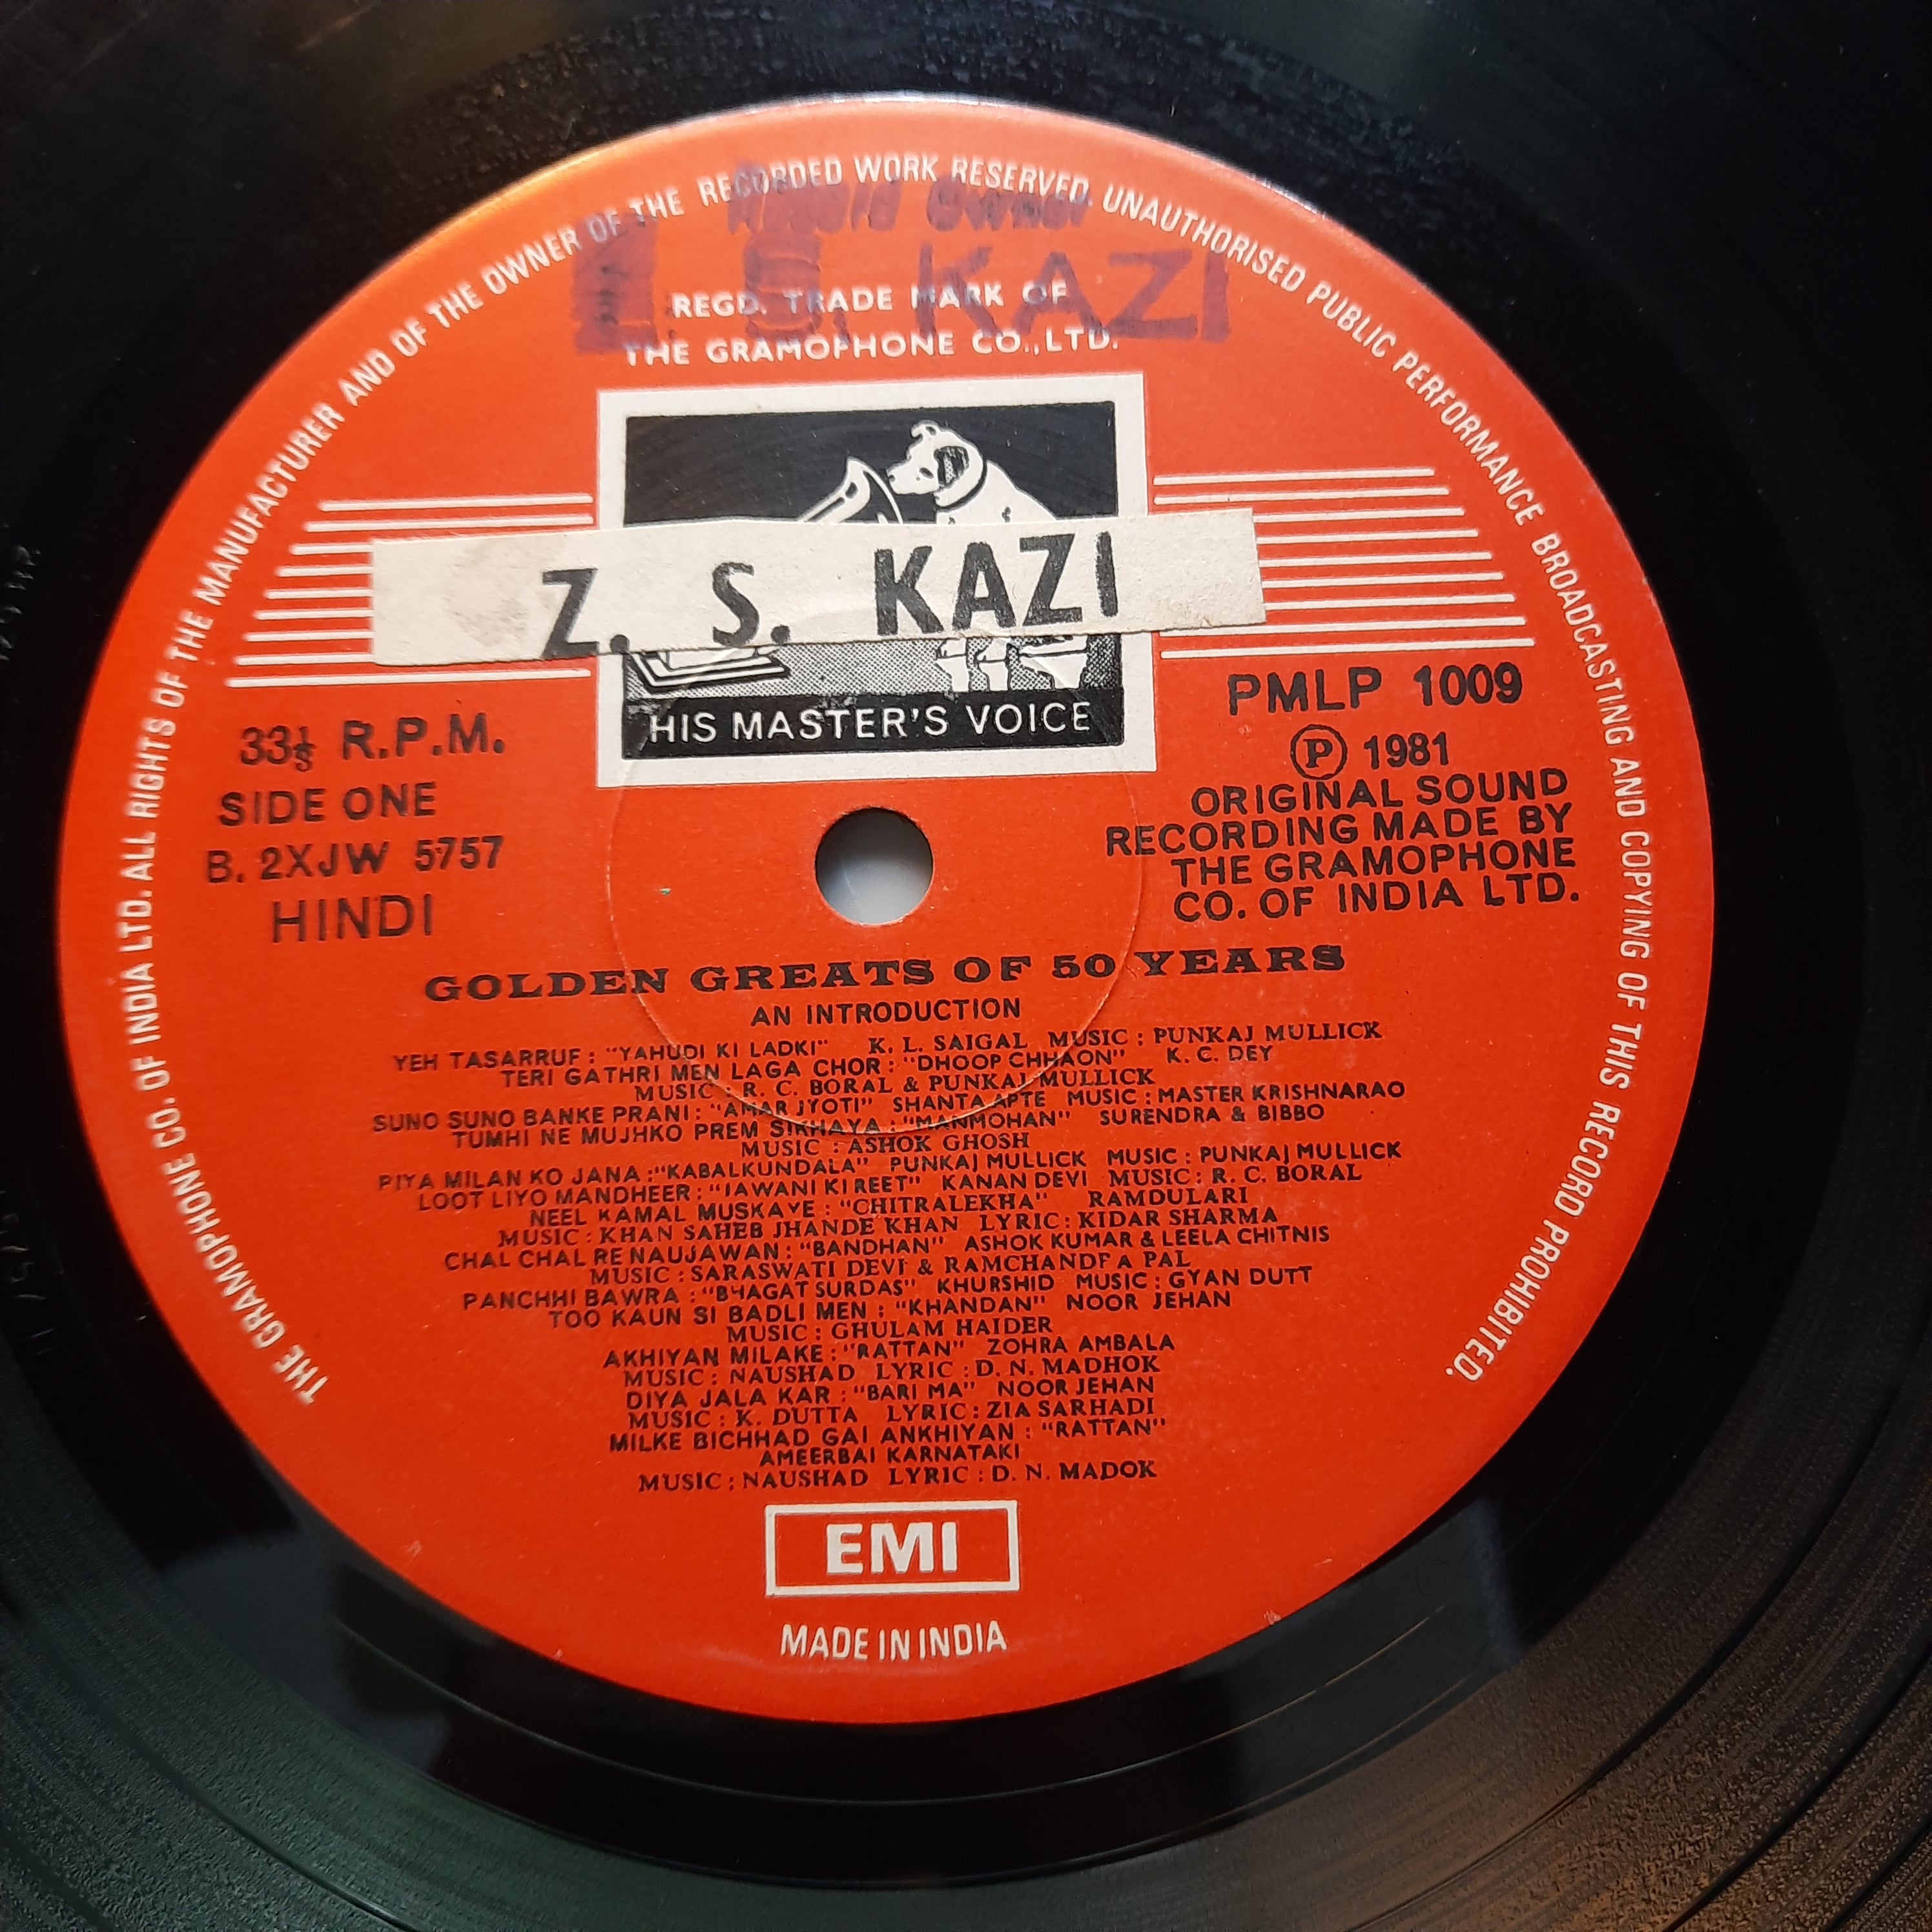 THE GRAMOPHONE CO. OF INDIA LTD. ALL RIGHTS OF THE MANUFACTURER AND OF THE OWNER OF THE RECORDED WORK RESERVED. UNAUTHORISED PUBLIC PERFORMANCE BROADCASTING AND COPYING OF THIS RECORD PROHIBITED.
Owner
S. KAZI
REGD. TRADE MARK OF
THE GRAMOPHONE CO., LTD.
Z. S. KAZI
HIS MASTER'S VOICE
33⅓ R.P.M.
SIDE ONE
B. 2XJW 5757
HINDI
PMLP 1009
Ⓟ 1981
ORIGINAL SOUND
RECORDING MADE BY
THE GRAMOPHONE
CO. OF INDIA LTD.
GOLDEN GREATS OF 50 YEARS
AN INTRODUCTION
YEH TASARRUF : "YAHUDI KI LADKI" K. L. SAIGAL MUSIC : PUNKAJ MULLICK
TERI GATHRI MEN LAGA CHOR : "DHOOP CHHAON" K. C. DEY
MUSIC : R. C. BORAL & PUNKAJ MULLICK
SUNO SUNO BANKE PRANI : "AMAR JYOTI" SHANTA APTE MUSIC : MASTER KRISHNARAO
TUMHI NE MUJHKO PREM SIKHAYA : "MANMOHAN" SURENDRA & BIBBO
MUSIC : ASHOK GHOSH
PIYA MILAN KO JANA : "KABALKUNDALA" PUNKAJ MULLICK MUSIC : PUNKAJ MULLICK
LOOT LIYO MANDHEER : "JAWANI KI REET" KANAN DEVI MUSIC : R. C. BORAL
NEEL KAMAL MUSKAYE : "CHITRALEKHA" RAMDULARI
MUSIC : KHAN SAHEB JHANDE KHAN LYRIC : KIDAR SHARMA
CHAL CHAL RE NAUJAWAN : "BANDHAN" ASHOK KUMAR & LEELA CHITNIS
MUSIC : SARASWATI DEVI & RAMCHANDRA PAL
PANCHHI BAWRA : "BHAGAT SURDAS" KHURSHID MUSIC : GYAN DUTT
TOO KAUN SI BADLI MEN : "KHANDAN" NOOR JEHAN
MUSIC : GHULAM HAIDER
AKHIYAN MILAKE : "RATTAN" ZOHRA AMBALA
MUSIC : NAUSHAD LYRIC : D. N. MADHOK
DIYA JALA KAR : "BARI MA" NOOR JEHAN
MUSIC : K. DUTTA LYRIC : ZIA SARHADI
MILKE BICHHAD GAI ANKHIYAN : "RATTAN"
AMEERBAI KARNATAKI
MUSIC : NAUSHAD LYRIC : D. N. MADOK
EMI
MADE IN INDIA